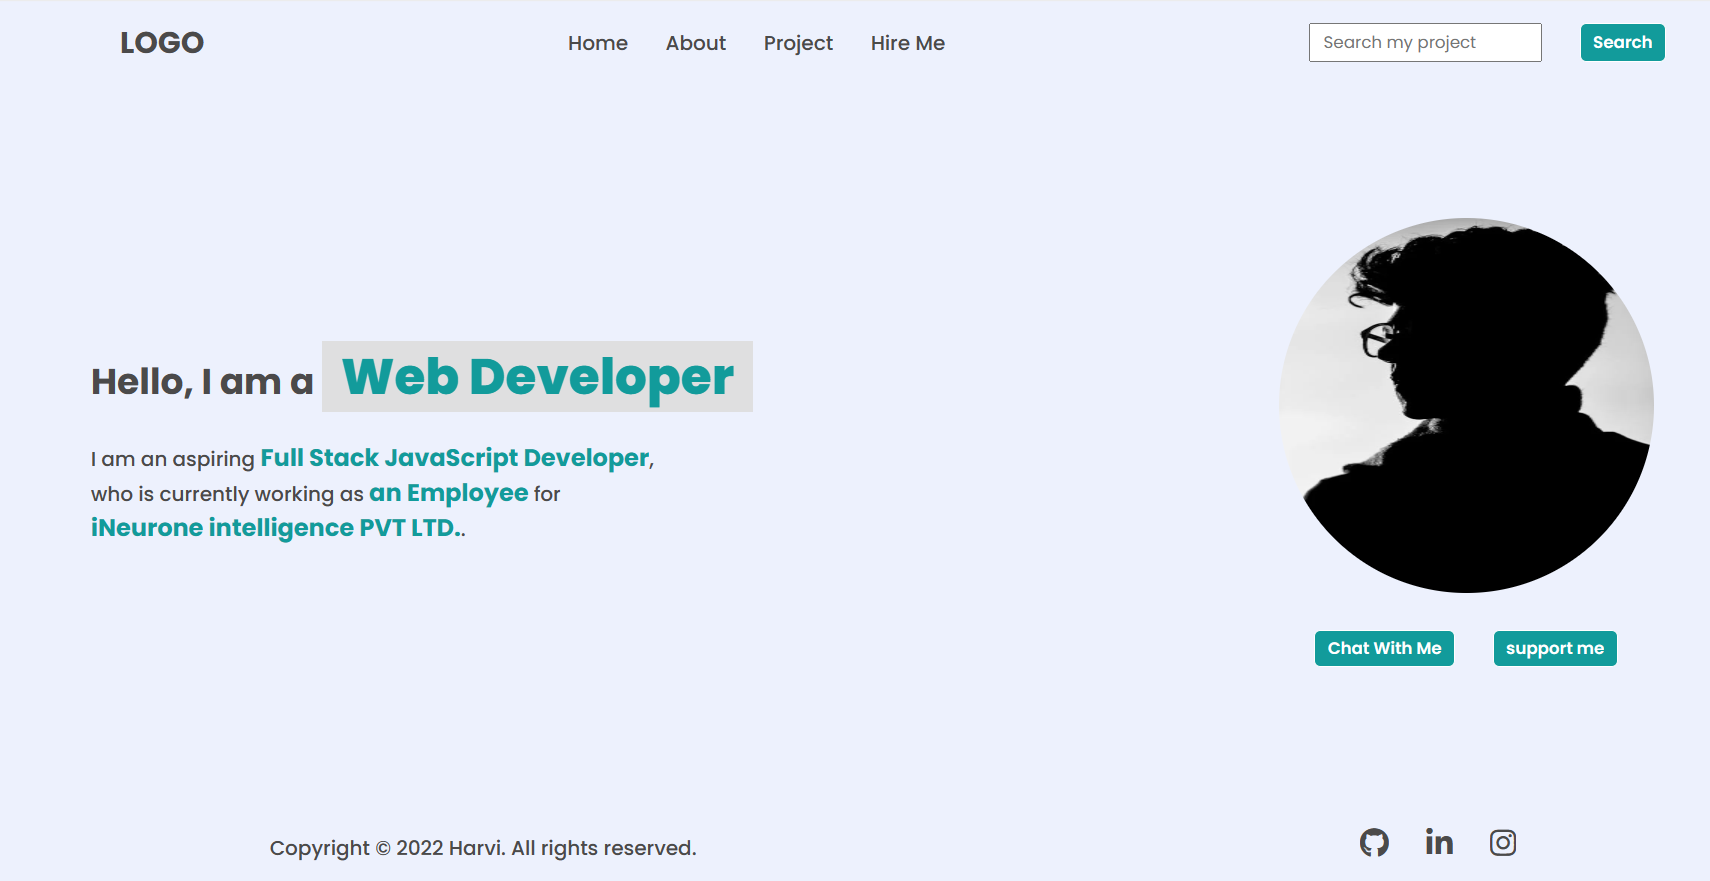 LOGO
Home About Project Hire Me
Search my project Search
Hello, I am a Web Developer
I am an aspiring Full Stack JavaScript Developer,
who is currently working as an Employee for
iNeurone intelligence PVT LTD..
Chat With Me support me
Copyright © 2022 Harvi. All rights reserved.
in